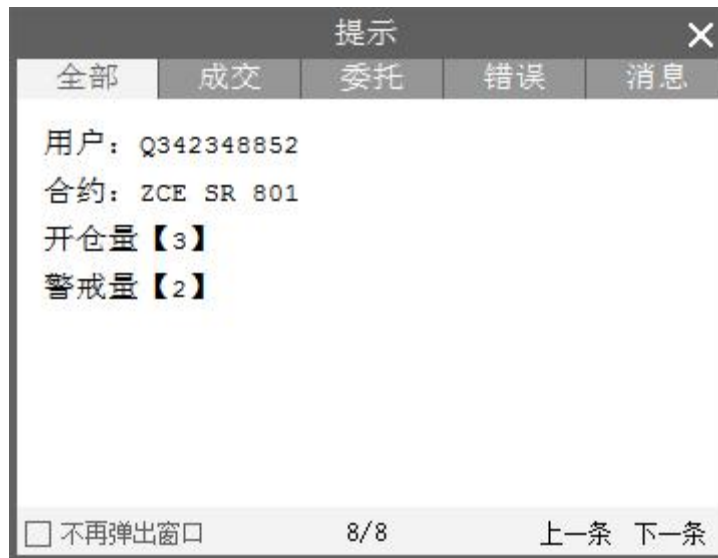 提示
全部 成交 委托 错误 消息
用户：Q342348852
合约：ZCE SR 801
开仓量【3】
警戒量【2】
不再弹出窗口 8/8 上一条 下一条